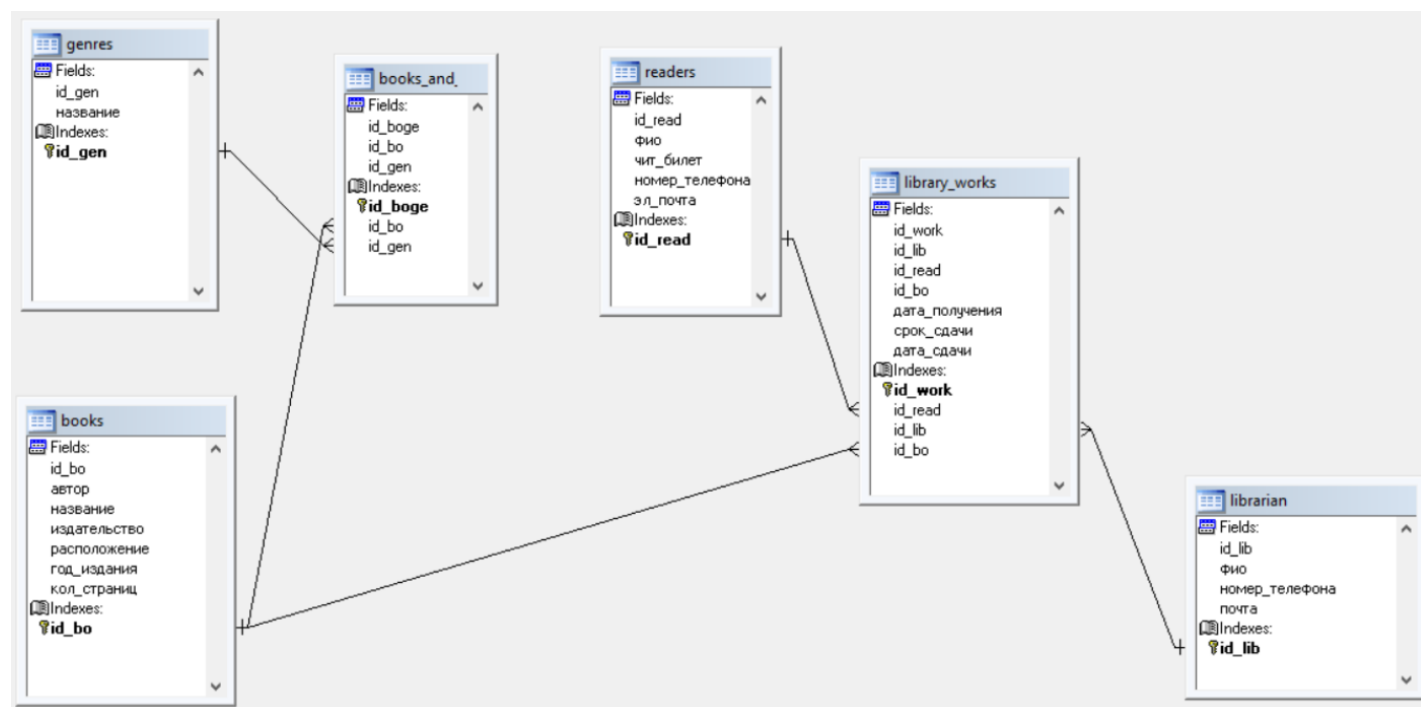 genres
Fields:
id_gen
название
Indexes:
id_gen
books_and_
Fields:
id_boge
id_bo
id_gen
Indexes:
id_boge
id_bo
id_gen
readers
Fields:
id_read
фио
чит_билет
номер_телефона
эл_почта
Indexes:
id_read
library_works
Fields:
id_work
id_lib
id_read
id_bo
дата_получения
срок_сдачи
дата_сдачи
Indexes:
id_work
id_read
id_lib
id_bo
books
Fields:
id_bo
автор
название
издательство
расположение
год_издания
кол_страниц
Indexes:
id_bo
librarian
Fields:
id_lib
фио
номер_телефона
почта
Indexes:
id_lib